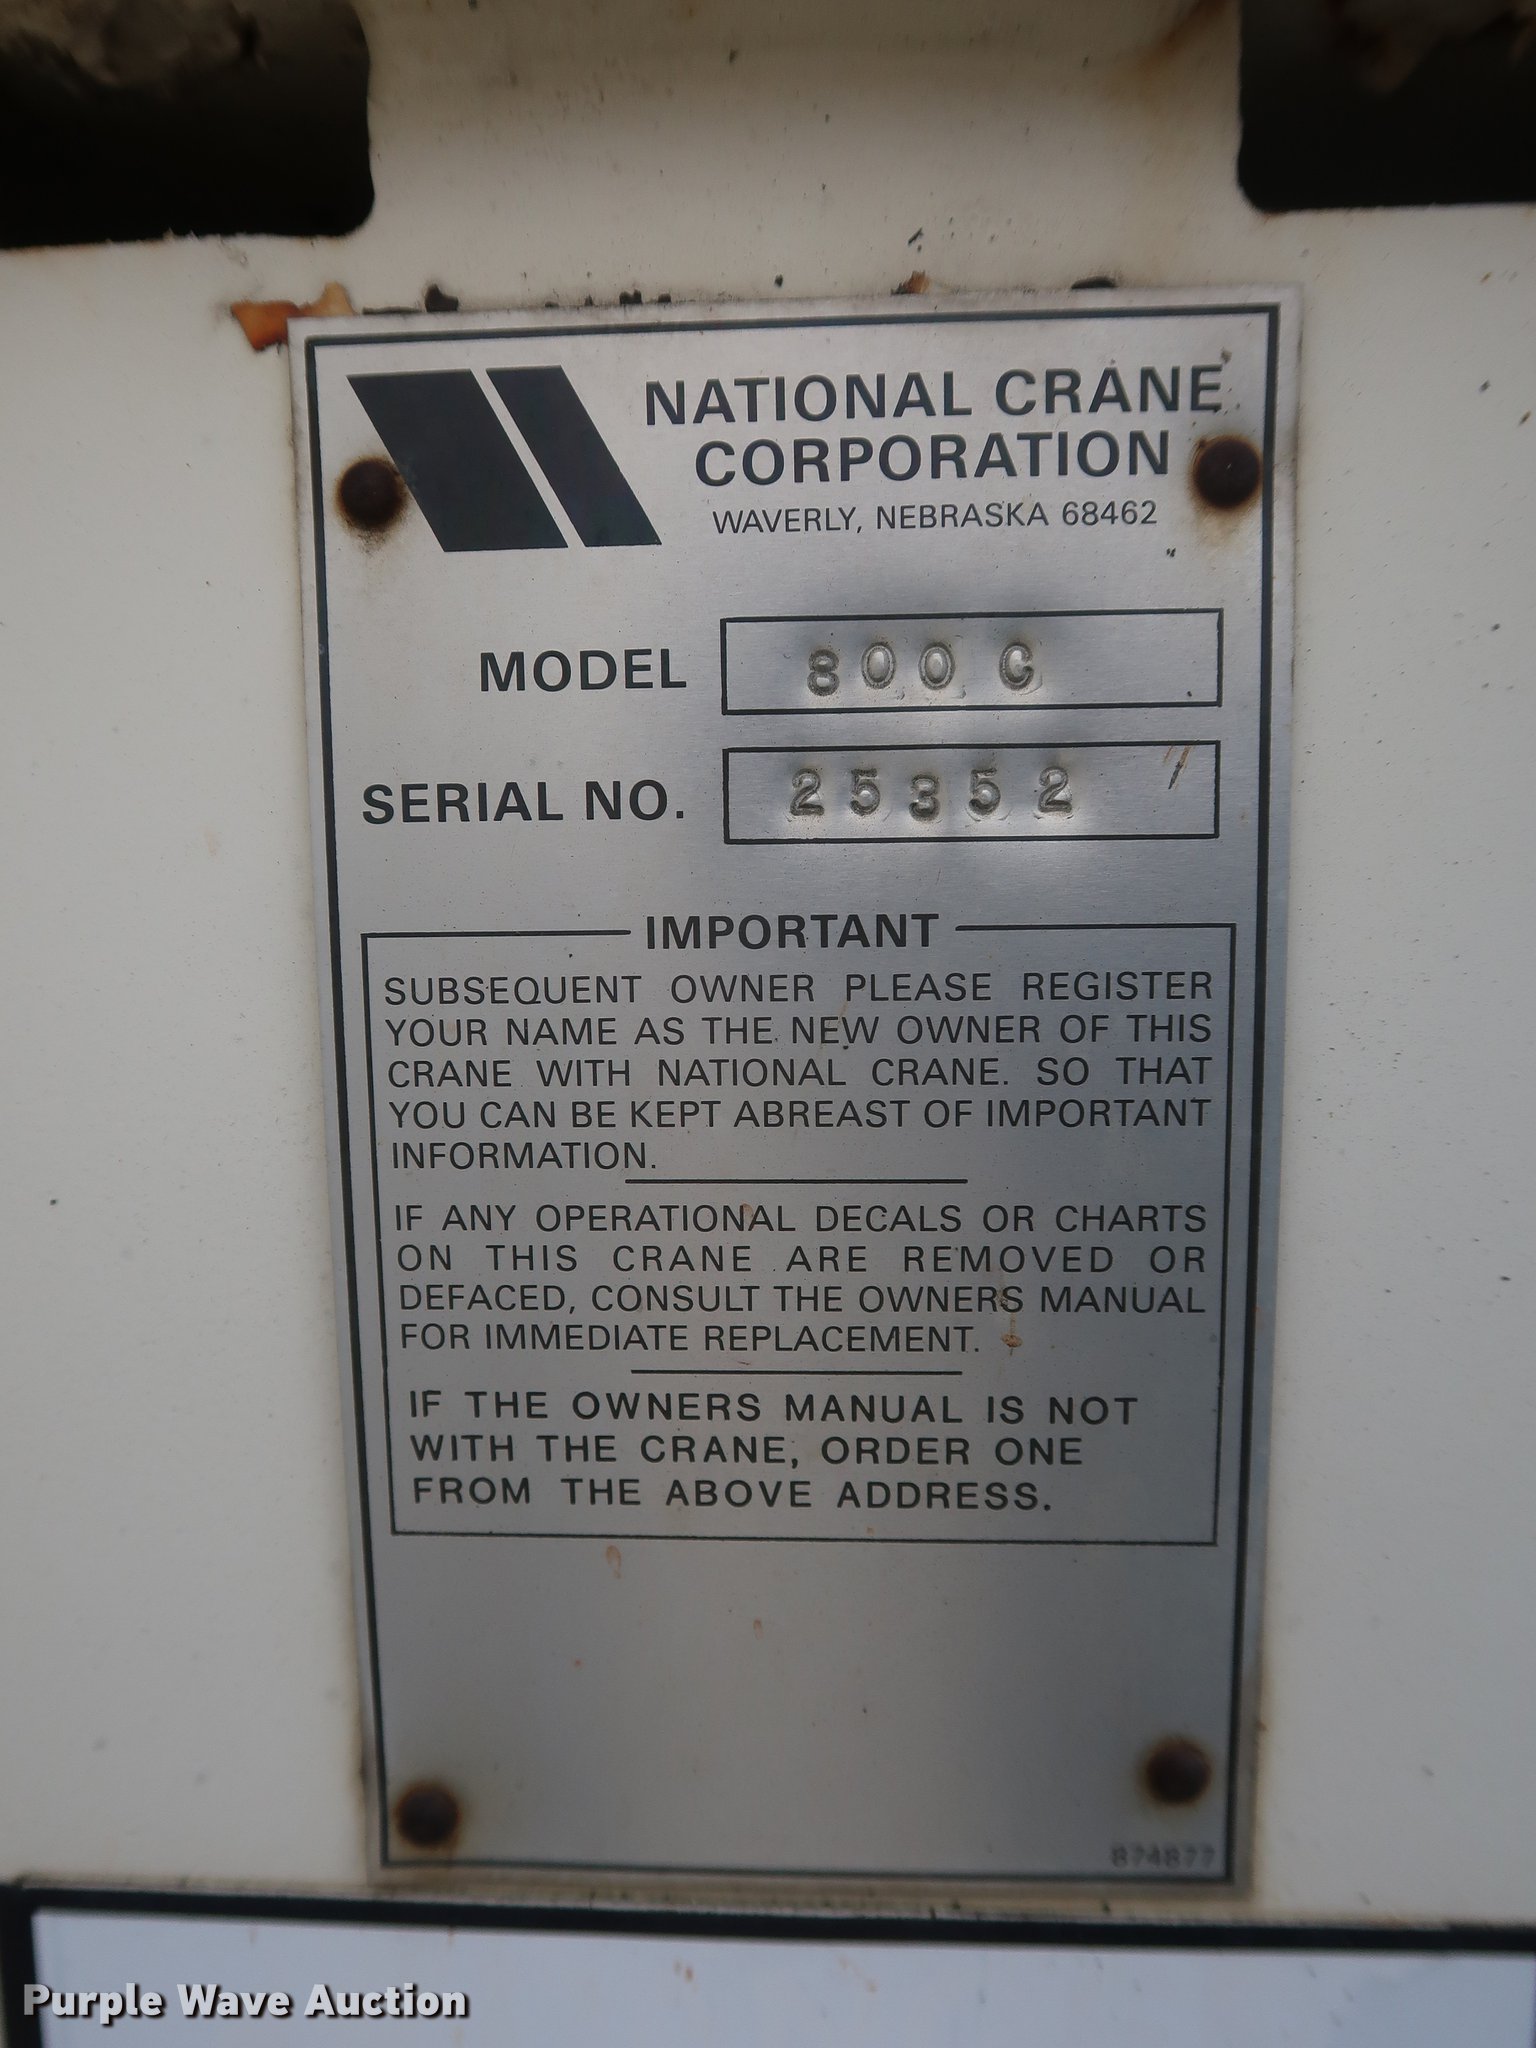 NATIONAL CRANE
CORPORATION
WAVERLY, NEBRASKA 68462
MODEL 800C
SERIAL NO. 25352
IMPORTANT
SUBSEQUENT OWNER PLEASE REGISTER
YOUR NAME AS THE NEW OWNER OF THIS
CRANE WITH NATIONAL CRANE. SO THAT
YOU CAN BE KEPT ABREAST OF IMPORTANT
INFORMATION.
IF ANY OPERATIONAL DECALS OR CHARTS
ON THIS CRANE ARE REMOVED OR
DEFACED, CONSULT THE OWNERS MANUAL
FOR IMMEDIATE REPLACEMENT.
IF THE OWNERS MANUAL IS NOT
WITH THE CRANE, ORDER ONE
FROM THE ABOVE ADDRESS.
874877
Purple Wave Auction